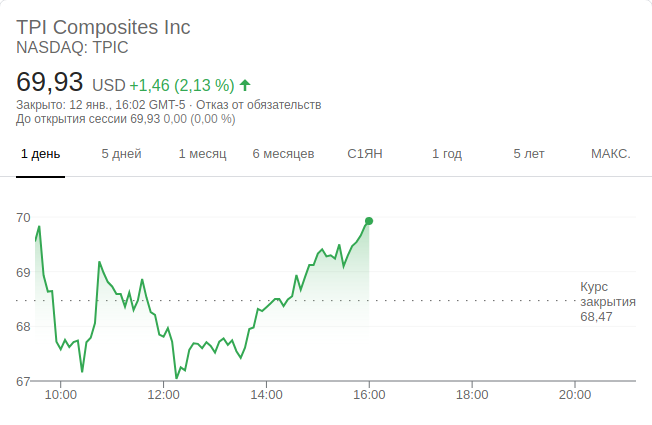 TPI Composites Inc
NASDAQ: TPIC
69,93 USD +1,46 (2,13 %)
Закрыто: 12 янв., 16:02 GMT-5 · Отказ от обязательств
До открытия сессии 69,93 0,00 (0,00 %)
1 день 5 дней 1 месяц 6 месяцев С1ЯН 1 год 5 лет МАКС.
70
69
Курс
закрытия
68,47
68
67
10:00 12:00 14:00 16:00 18:00 20:00